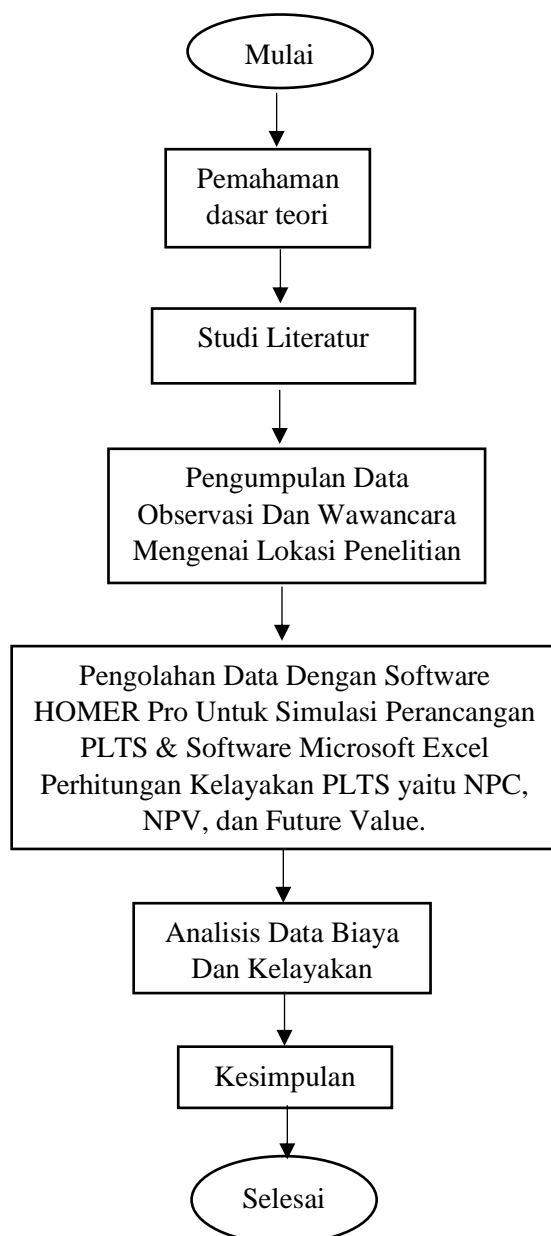 Mulai
Pemahaman
dasar teori
Studi Literatur
Pengumpulan Data
Observasi Dan Wawancara
Mengenai Lokasi Penelitian
Pengolahan Data Dengan Software
HOMER Pro Untuk Simulasi Perancangan
PLTS & Software Microsoft Excel
Perhitungan Kelayakan PLTS yaitu NPC,
NPV, dan Future Value.
Analisis Data Biaya
Dan Kelayakan
Kesimpulan
Selesai